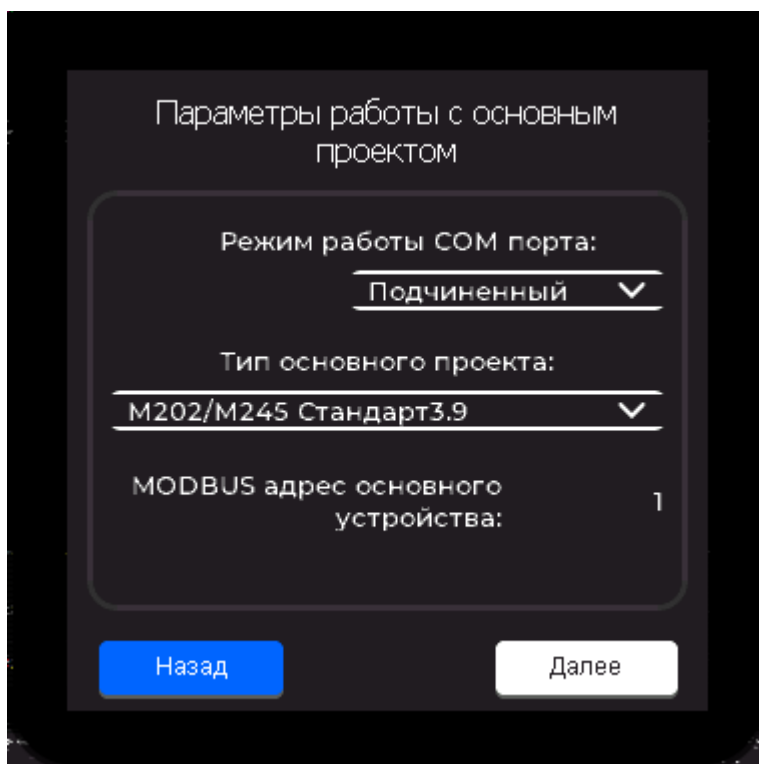 Параметры работы с основным
проектом
Режим работы COM порта:
Подчиненный
Тип основного проекта:
M202/M245 Стандарт3.9
MODBUS адрес основного
устройства:
1
Назад
Далее